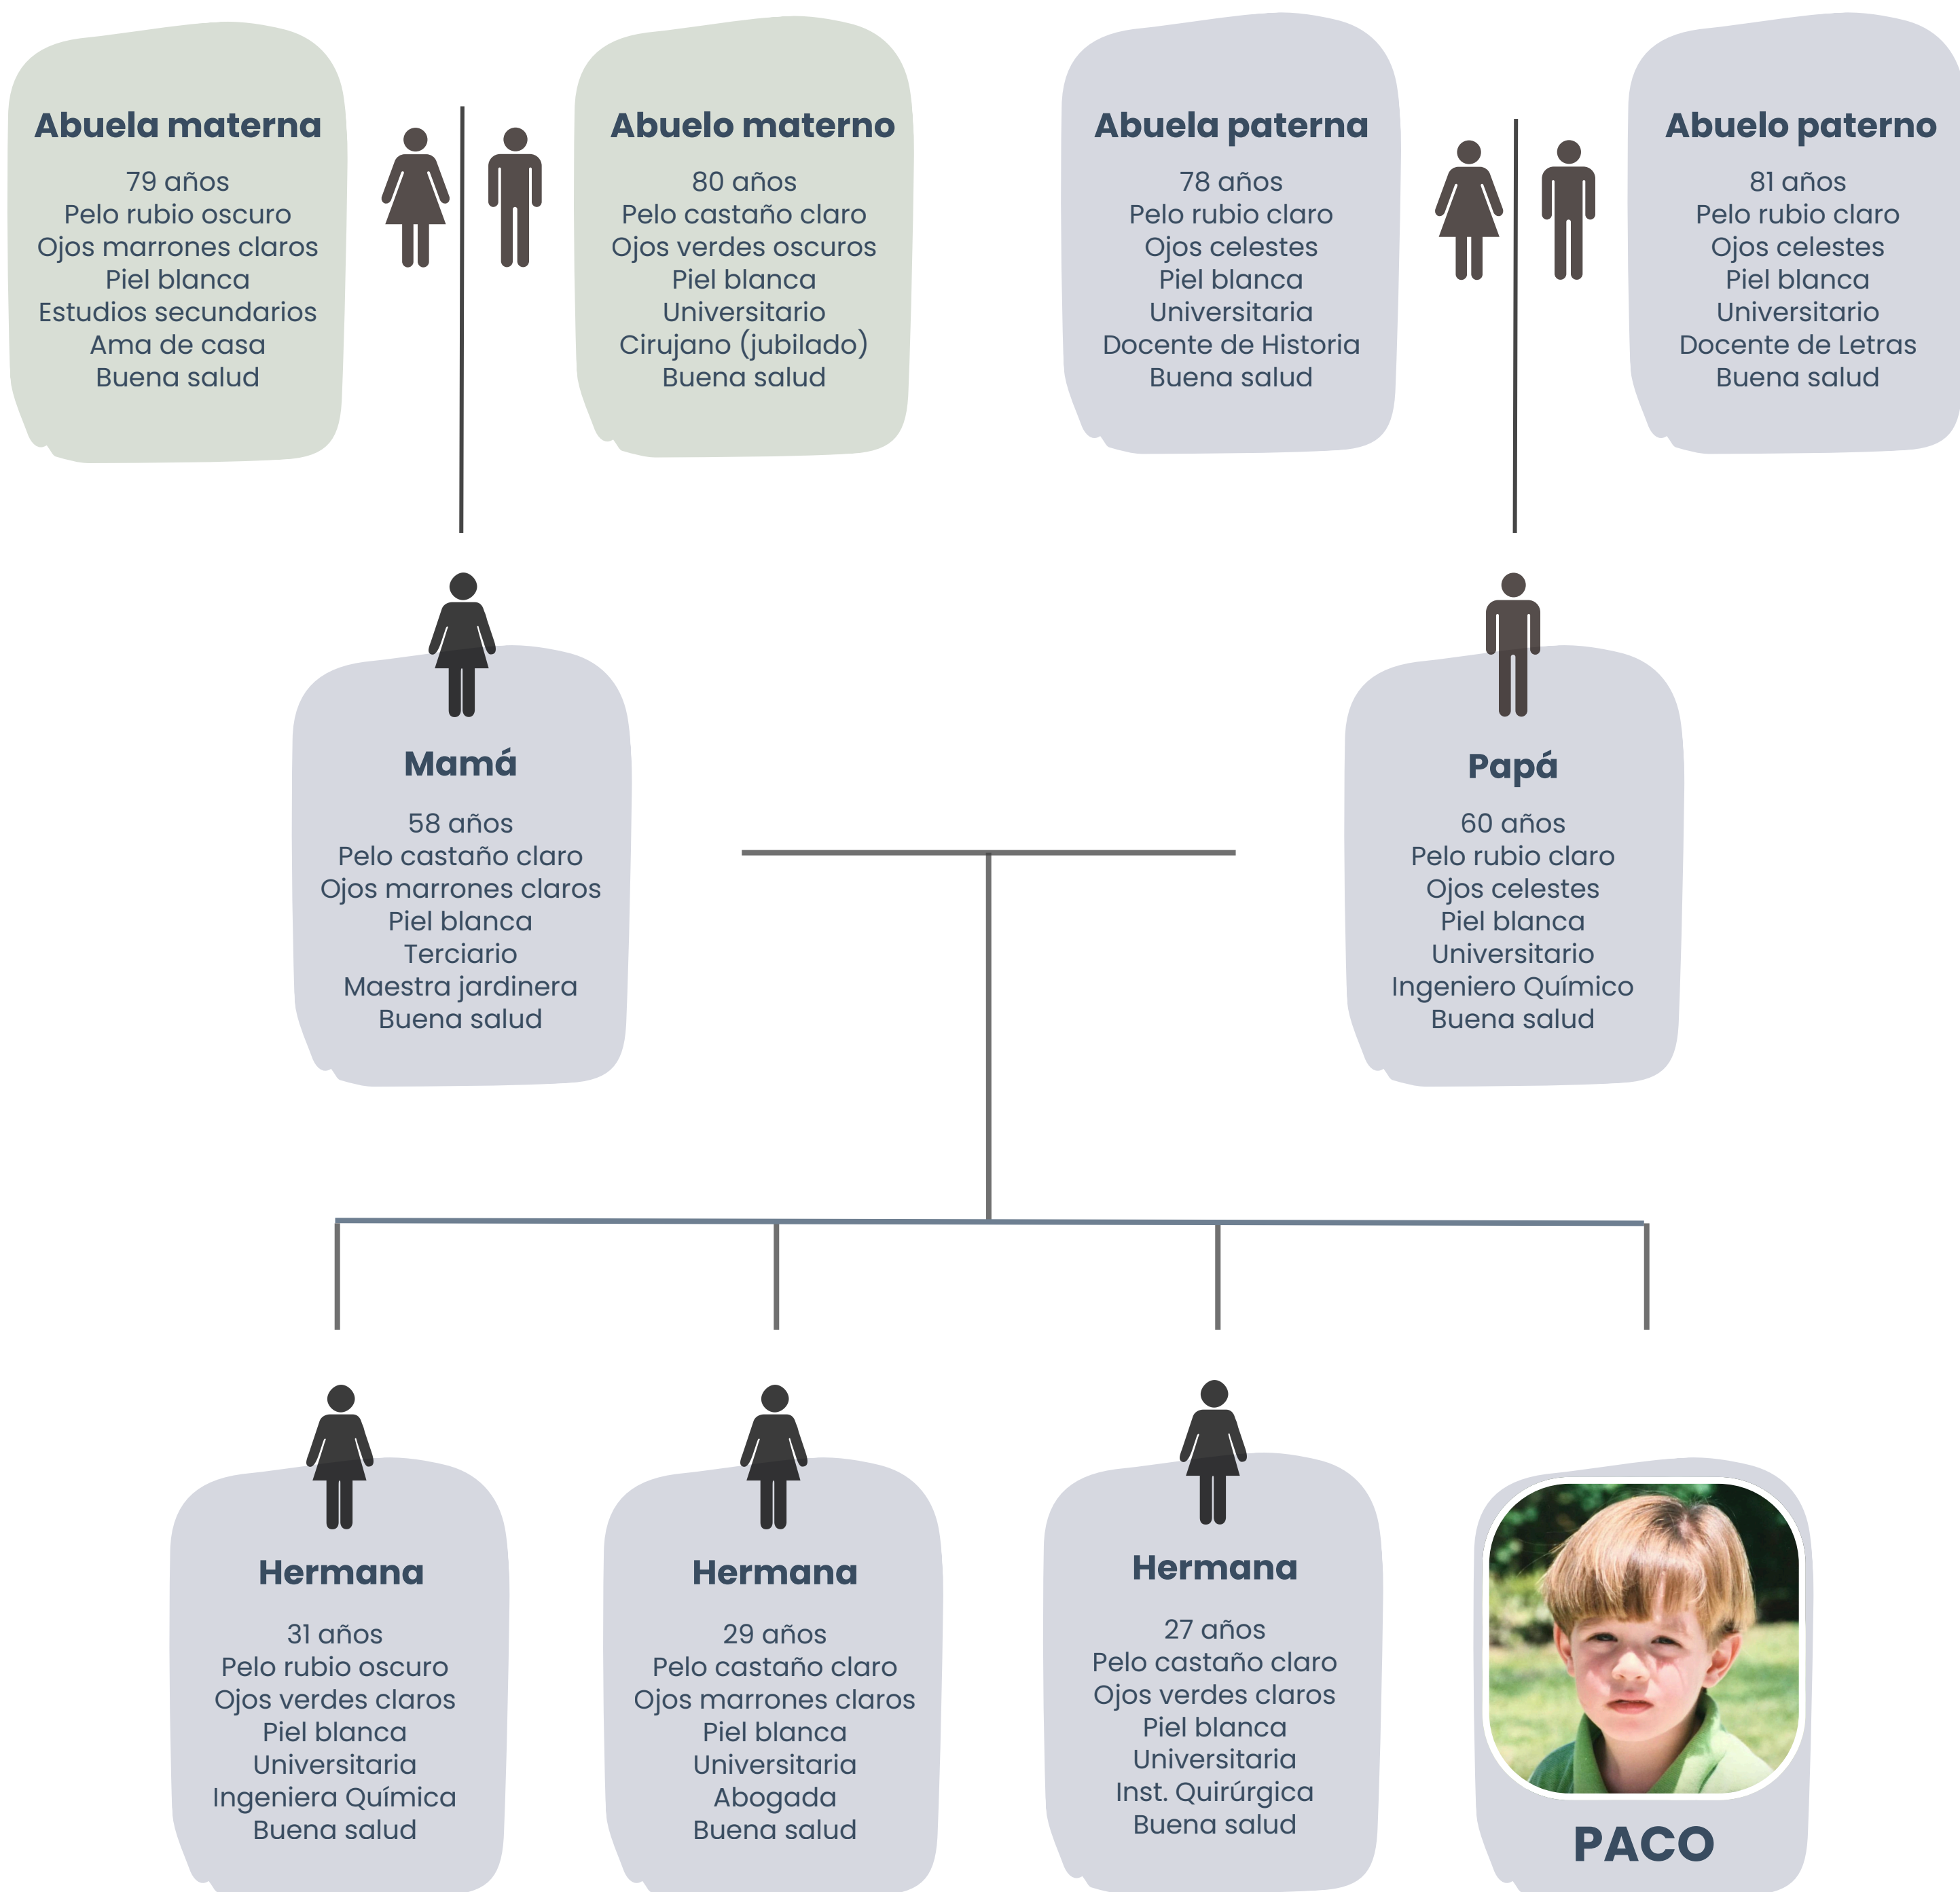 Abuela materna
79 años
Pelo rubio oscuro
Ojos marrones claros
Piel blanca
Estudios secundarios
Ama de casa
Buena salud
Abuelo materno
80 años
Pelo castaño claro
Ojos verdes oscuros
Piel blanca
Universitario
Cirujano (jubilado)
Buena salud
Abuela paterna
78 años
Pelo rubio claro
Ojos celestes
Piel blanca
Universitaria
Docente de Historia
Buena salud
Abuelo paterno
81 años
Pelo rubio claro
Ojos celestes
Piel blanca
Universitario
Docente de Letras
Buena salud
Mamá
58 años
Pelo castaño claro
Ojos marrones claros
Piel blanca
Terciario
Maestra jardinera
Buena salud
Papá
60 años
Pelo rubio claro
Ojos celestes
Piel blanca
Universitario
Ingeniero Químico
Buena salud
Hermana
31 años
Pelo rubio oscuro
Ojos verdes claros
Piel blanca
Universitaria
Ingeniera Química
Buena salud
Hermana
29 años
Pelo castaño claro
Ojos marrones claros
Piel blanca
Universitaria
Abogada
Buena salud
Hermana
27 años
Pelo castaño claro
Ojos verdes claros
Piel blanca
Universitaria
Inst. Quirúrgica
Buena salud
PACO